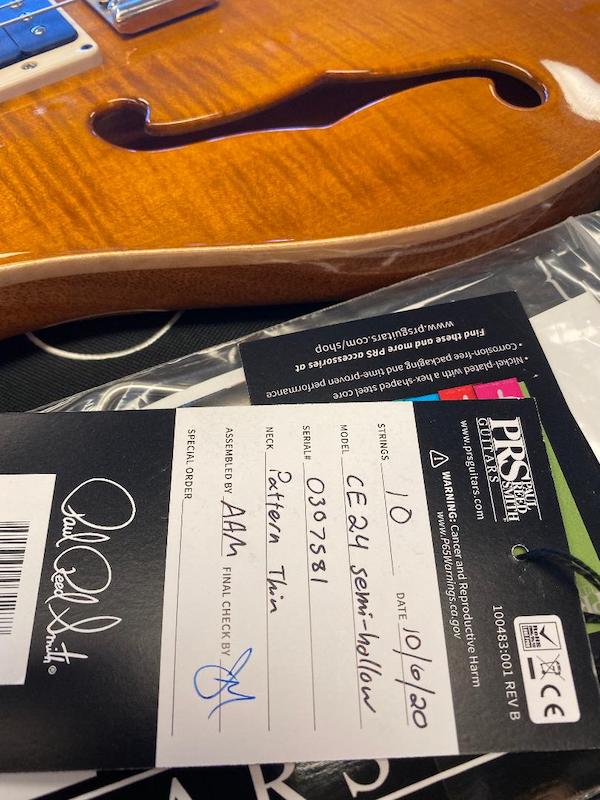 PRS
PAUL
REED
SMITH
GUITARS
www.prsguitars.com
WARNING: Cancer and Reproductive Harm
www.P65Warnings.ca.gov
100483:001 REV B
CE
STRINGS 10 DATE 10/6/20
MODEL CE 24 semi-hollow
SERIAL# 0307581
NECK Pattern Thin
ASSEMBLED BY AAM FINAL CHECK BY
SPECIAL ORDER
Paul Reed Smith®
• Nickel-plated with a hex-shaped steel core
• Corrosion-free packaging and time-proven performance
Find these and more PRS accessories at
www.prsguitars.com/shop